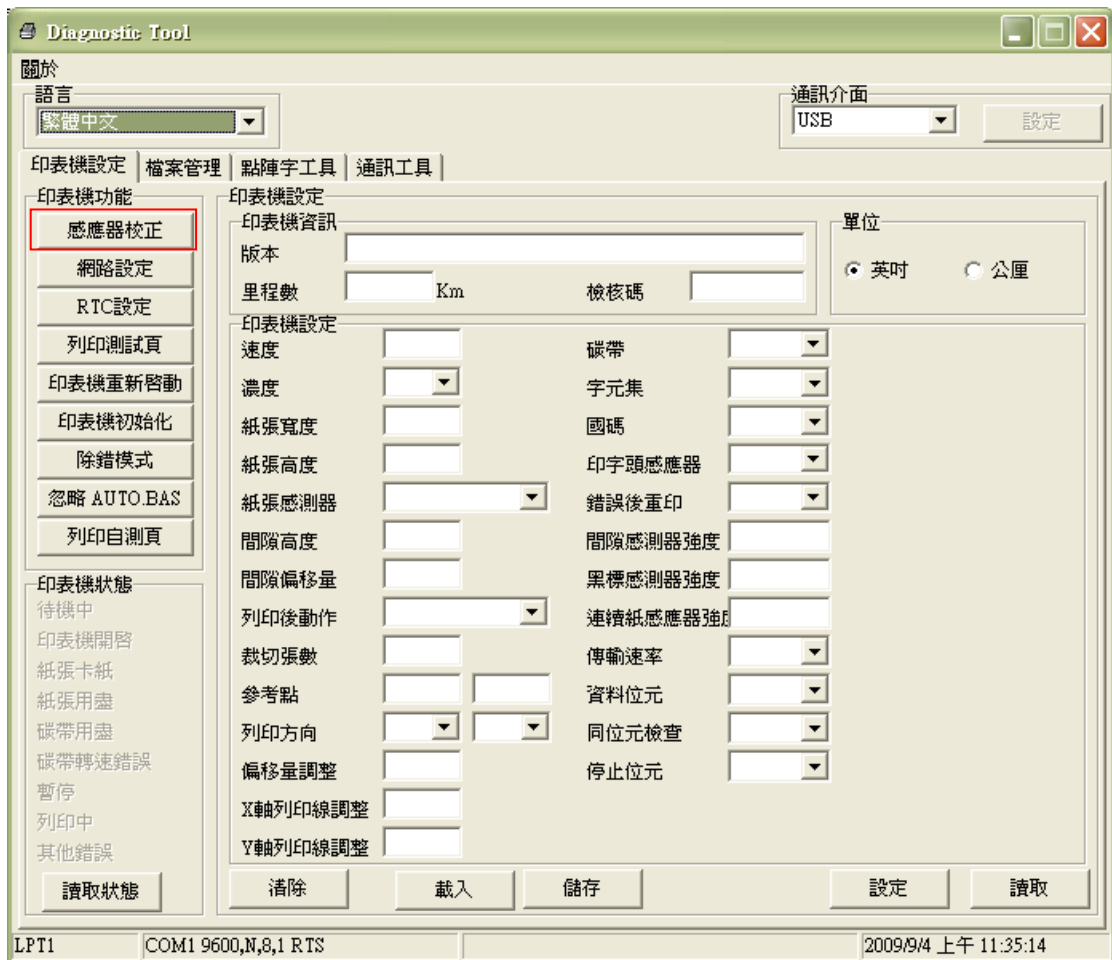 Diagnostic Tool
關於
語言
繁體中文
通訊介面
USB
設定
印表機設定 檔案管理 點陣字工具 通訊工具
印表機功能
感應器校正
網路設定
RTC設定
列印測試頁
印表機重新啓動
印表機初始化
除錯模式
忽略 AUTO.BAS
列印自測頁
印表機狀態
待機中
印表機開啓
紙張卡紙
紙張用盡
碳帶用盡
碳帶轉速錯誤
暫停
列印中
其他錯誤
讀取狀態
印表機設定
印表機資訊
版本
里程數 Km 檢核碼
單位
英吋 公厘
印表機設定
速度 碳帶
濃度 字元集
紙張寬度 國碼
紙張高度 印字頭感應器
紙張感測器 錯誤後重印
間隙高度 間隙感測器強度
間隙偏移量 黑標感測器強度
列印後動作 連續紙感應器強
裁切張數 傳輸速率
參考點 資料位元
列印方向 同位元檢查
偏移量調整 停止位元
X軸列印線調整
Y軸列印線調整
清除 載入 儲存 設定 讀取
LPT1 COM1 9600,N,8,1 RTS 2009/9/4 上午 11:35:14